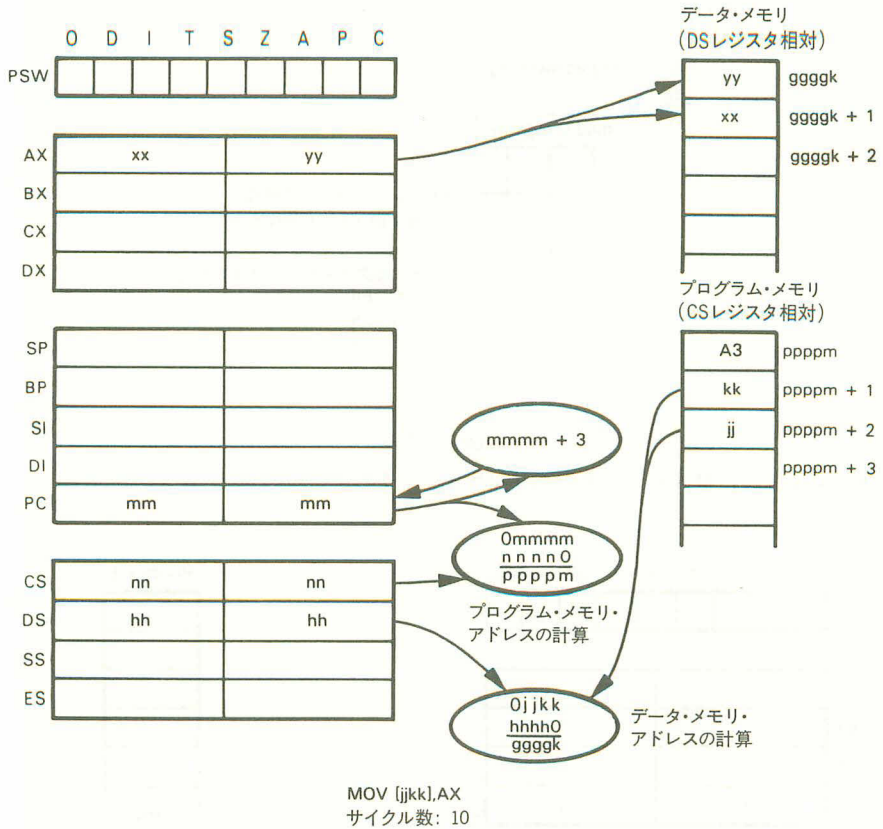 O D I T S Z A P C
PSW
AX xx yy
BX
CX
DX
SP
BP
SI
DI
PC mm mm
CS nn nn
DS hh hh
SS
ES
mmmm + 3
0mmmm
nnnn0
ppppm
プログラム・メモリ・
アドレスの計算
0jjkk
hhhh0
ggggk
データ・メモリ・
アドレスの計算
データ・メモリ
(DSレジスタ相対)
yy ggggk
xx ggggk + 1
ggggk + 2
プログラム・メモリ
(CSレジスタ相対)
A3 ppppm
kk ppppm + 1
jj ppppm + 2
ppppm + 3
MOV [jjkk],AX
サイクル数: 10